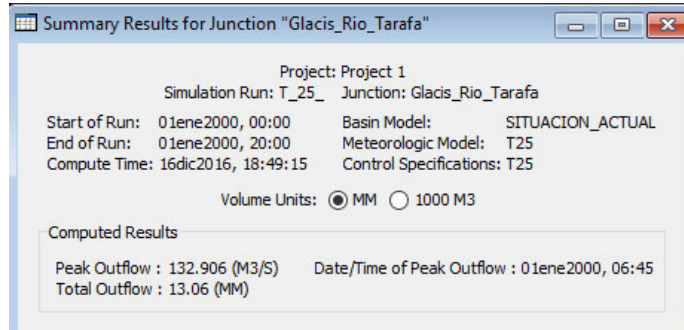 Summary Results for Junction "Glacis_Rio_Tarafa"
Project: Project 1
Simulation Run: T_25_ Junction: Glacis_Rio_Tarafa
Start of Run: 01ene2000, 00:00 Basin Model: SITUACION_ACTUAL
End of Run: 01ene2000, 20:00 Meteorologic Model: T25
Compute Time: 16dic2016, 18:49:15 Control Specifications: T25
Volume Units: MM 1000 M3
Computed Results
Peak Outflow : 132.906 (M3/S) Date/Time of Peak Outflow : 01ene2000, 06:45
Total Outflow : 13.06 (MM)